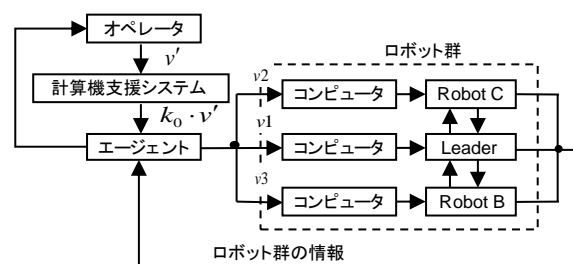 オペレータ
v′
計算機支援システム
k₀・v′
エージェント
ロボット群
v2
コンピュータ
Robot C
v1
コンピュータ
Leader
v3
コンピュータ
Robot B
ロボット群の情報